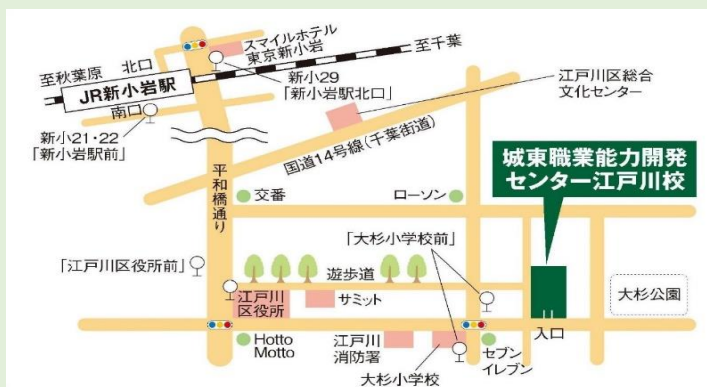 スマイルホテル
東京新小岩
至千葉
至秋葉原
北口
JR新小岩駅
南口
新小29
「新小岩駅北口」
江戸川区総合
文化センター
新小21・22
「新小岩駅前」
国道14号線(千葉街道)
城東職業能力開発
センター江戸川校
平和橋通り
交番
ローソン
「大杉小学校前」
「江戸川区役所前」
遊歩道
江戸川
区役所
サミット
大杉公園
入口
Hotto
Motto
江戸川
消防署
セブン
イレブン
大杉小学校